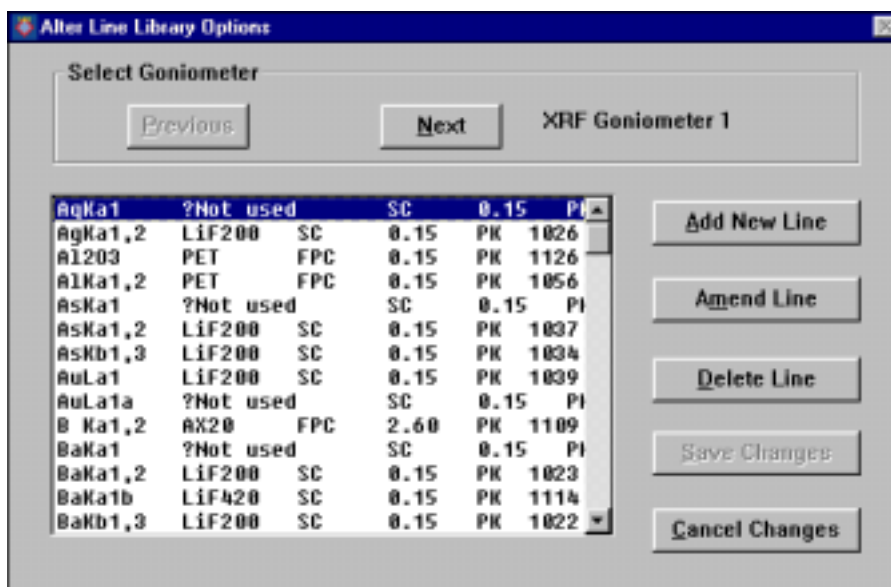 Alter Line Library Options
Select Goniometer
Previous
Next
XRF Goniometer 1
AgKa1 ?Not used SC 0.15
AgKa1,2 LiF200 SC 0.15 PK 1026
Al2O3 PET FPC 0.15 PK 1126
AlKa1,2 PET FPC 0.15 PK 1056
AsKa1 ?Not used SC 0.15
AsKa1,2 LiF200 SC 0.15 PK 1037
AsKb1,3 LiF200 SC 0.15 PK 1034
AuLa1 LiF200 SC 0.15 PK 1039
AuLa1a ?Not used SC 0.15
B Ka1,2 AX20 FPC 2.60 PK 1109
BaKa1 ?Not used SC 0.15
BaKa1,2 LiF200 SC 0.15 PK 1023
BaKa1b LiF420 SC 0.15 PK 1114
BaKb1,3 LiF200 SC 0.15 PK 1022
Add New Line
Amend Line
Delete Line
Save Changes
Cancel Changes